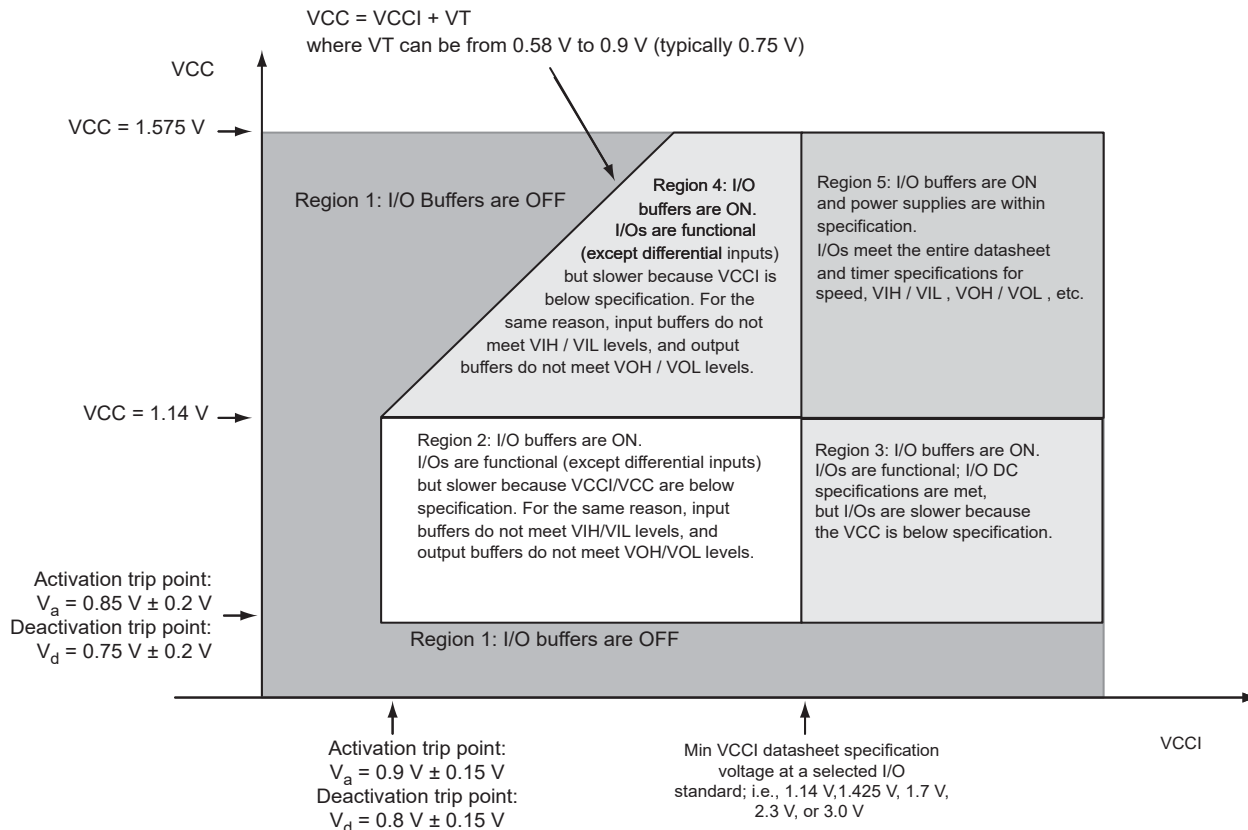 VCC = VCCI + VT
where VT can be from 0.58 V to 0.9 V (typically 0.75 V)
VCC
VCC = 1.575 V
Region 1: I/O Buffers are OFF
Region 4: I/O
buffers are ON.
I/Os are functional
(except differential inputs)
but slower because VCCI is
below specification. For the
same reason, input buffers do not
meet VIH / VIL levels, and output
buffers do not meet VOH / VOL levels.
Region 5: I/O buffers are ON
and power supplies are within
specification.
I/Os meet the entire datasheet
and timer specifications for
speed, VIH / VIL , VOH / VOL , etc.
VCC = 1.14 V
Region 2: I/O buffers are ON.
I/Os are functional (except differential inputs)
but slower because VCCI/VCC are below
specification. For the same reason, input
buffers do not meet VIH/VIL levels, and
output buffers do not meet VOH/VOL levels.
Region 3: I/O buffers are ON.
I/Os are functional; I/O DC
specifications are met,
but I/Os are slower because
the VCC is below specification.
Activation trip point:
Va = 0.85 V ± 0.2 V
Deactivation trip point:
Vd = 0.75 V ± 0.2 V
Region 1: I/O buffers are OFF
Activation trip point:
Va = 0.9 V ± 0.15 V
Deactivation trip point:
Vd = 0.8 V ± 0.15 V
Min VCCI datasheet specification
voltage at a selected I/O
standard; i.e., 1.14 V,1.425 V, 1.7 V,
2.3 V, or 3.0 V
VCCI